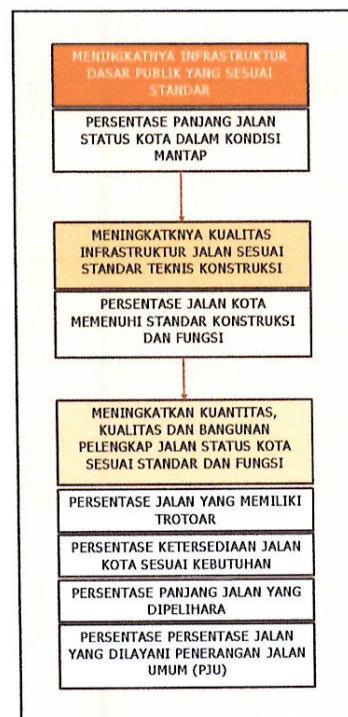 MENINGKATNYA INFRASTRUKTUR
DASAR PUBLIK YANG SESUAI
STANDAR
PERSENTASE PANJANG JALAN
STATUS KOTA DALAM KONDISI
MANTAP
MENINGKATKNYA KUALITAS
INFRASTRUKTUR JALAN SESUAI
STANDAR TEKNIS KONSTRUKSI
PERSENTASE JALAN KOTA
MEMENUHI STANDAR KONSTRUKSI
DAN FUNGSI
MENINGKATKAN KUANTITAS,
KUALITAS DAN BANGUNAN
PELENGKAP JALAN STATUS KOTA
SESUAI STANDAR DAN FUNGSI
PERSENTASE JALAN YANG MEMILIKI
TROTOAR
PERSENTASE KETERSEDIAAN JALAN
KOTA SESUAI KEBUTUHAN
PERSENTASE PANJANG JALAN YANG
DIPELIHARA
PERSENTASE PERSENTASE JALAN
YANG DILAYANI PENERANGAN JALAN
UMUM (PJU)